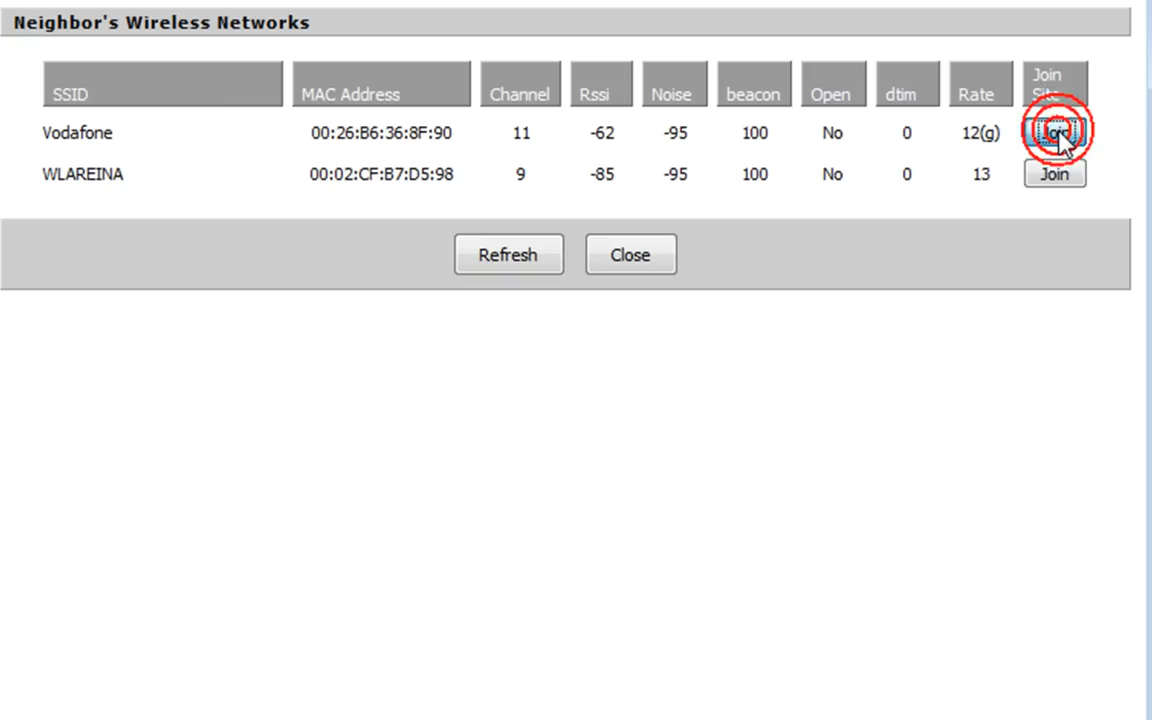 Neighbor's Wireless Networks
SSID MAC Address Channel Rssi Noise beacon Open dtim Rate Join Site
Vodafone 00:26:B6:36:8F:90 11 -62 -95 100 No 0 12(g) Join
WLAREINA 00:02:CF:B7:D5:98 9 -85 -95 100 No 0 13 Join
Refresh Close